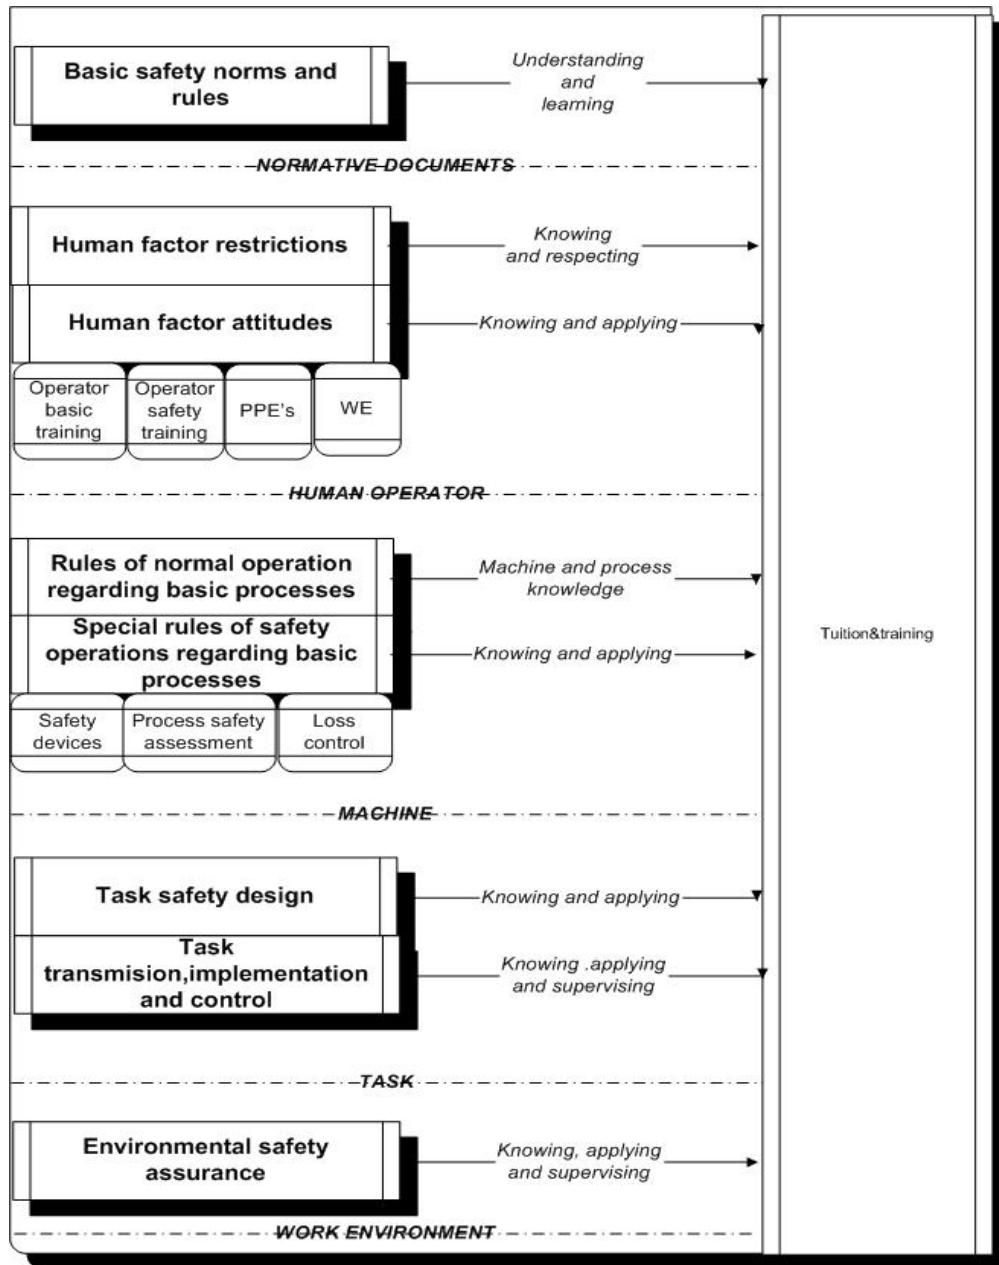 Basic safety norms and
rules
Understanding
and
learning
NORMATIVE DOCUMENTS
Human factor restrictions
Knowing
and respecting
Human factor attitudes
Knowing and applying
Operator
basic
training
Operator
safety
training
PPE's
WE
HUMAN OPERATOR
Rules of normal operation
regarding basic processes
Machine and process
knowledge
Special rules of safety
operations regarding basic
processes
Knowing and applying
Safety
devices
Process safety
assessment
Loss
control
MACHINE
Task safety design
Knowing and applying
Task
transmision,implementation
and control
Knowing .applying
and supervising
TASK
Environmental safety
assurance
Knowing, applying
and supervising
WORK ENVIRONMENT
Tuition&training